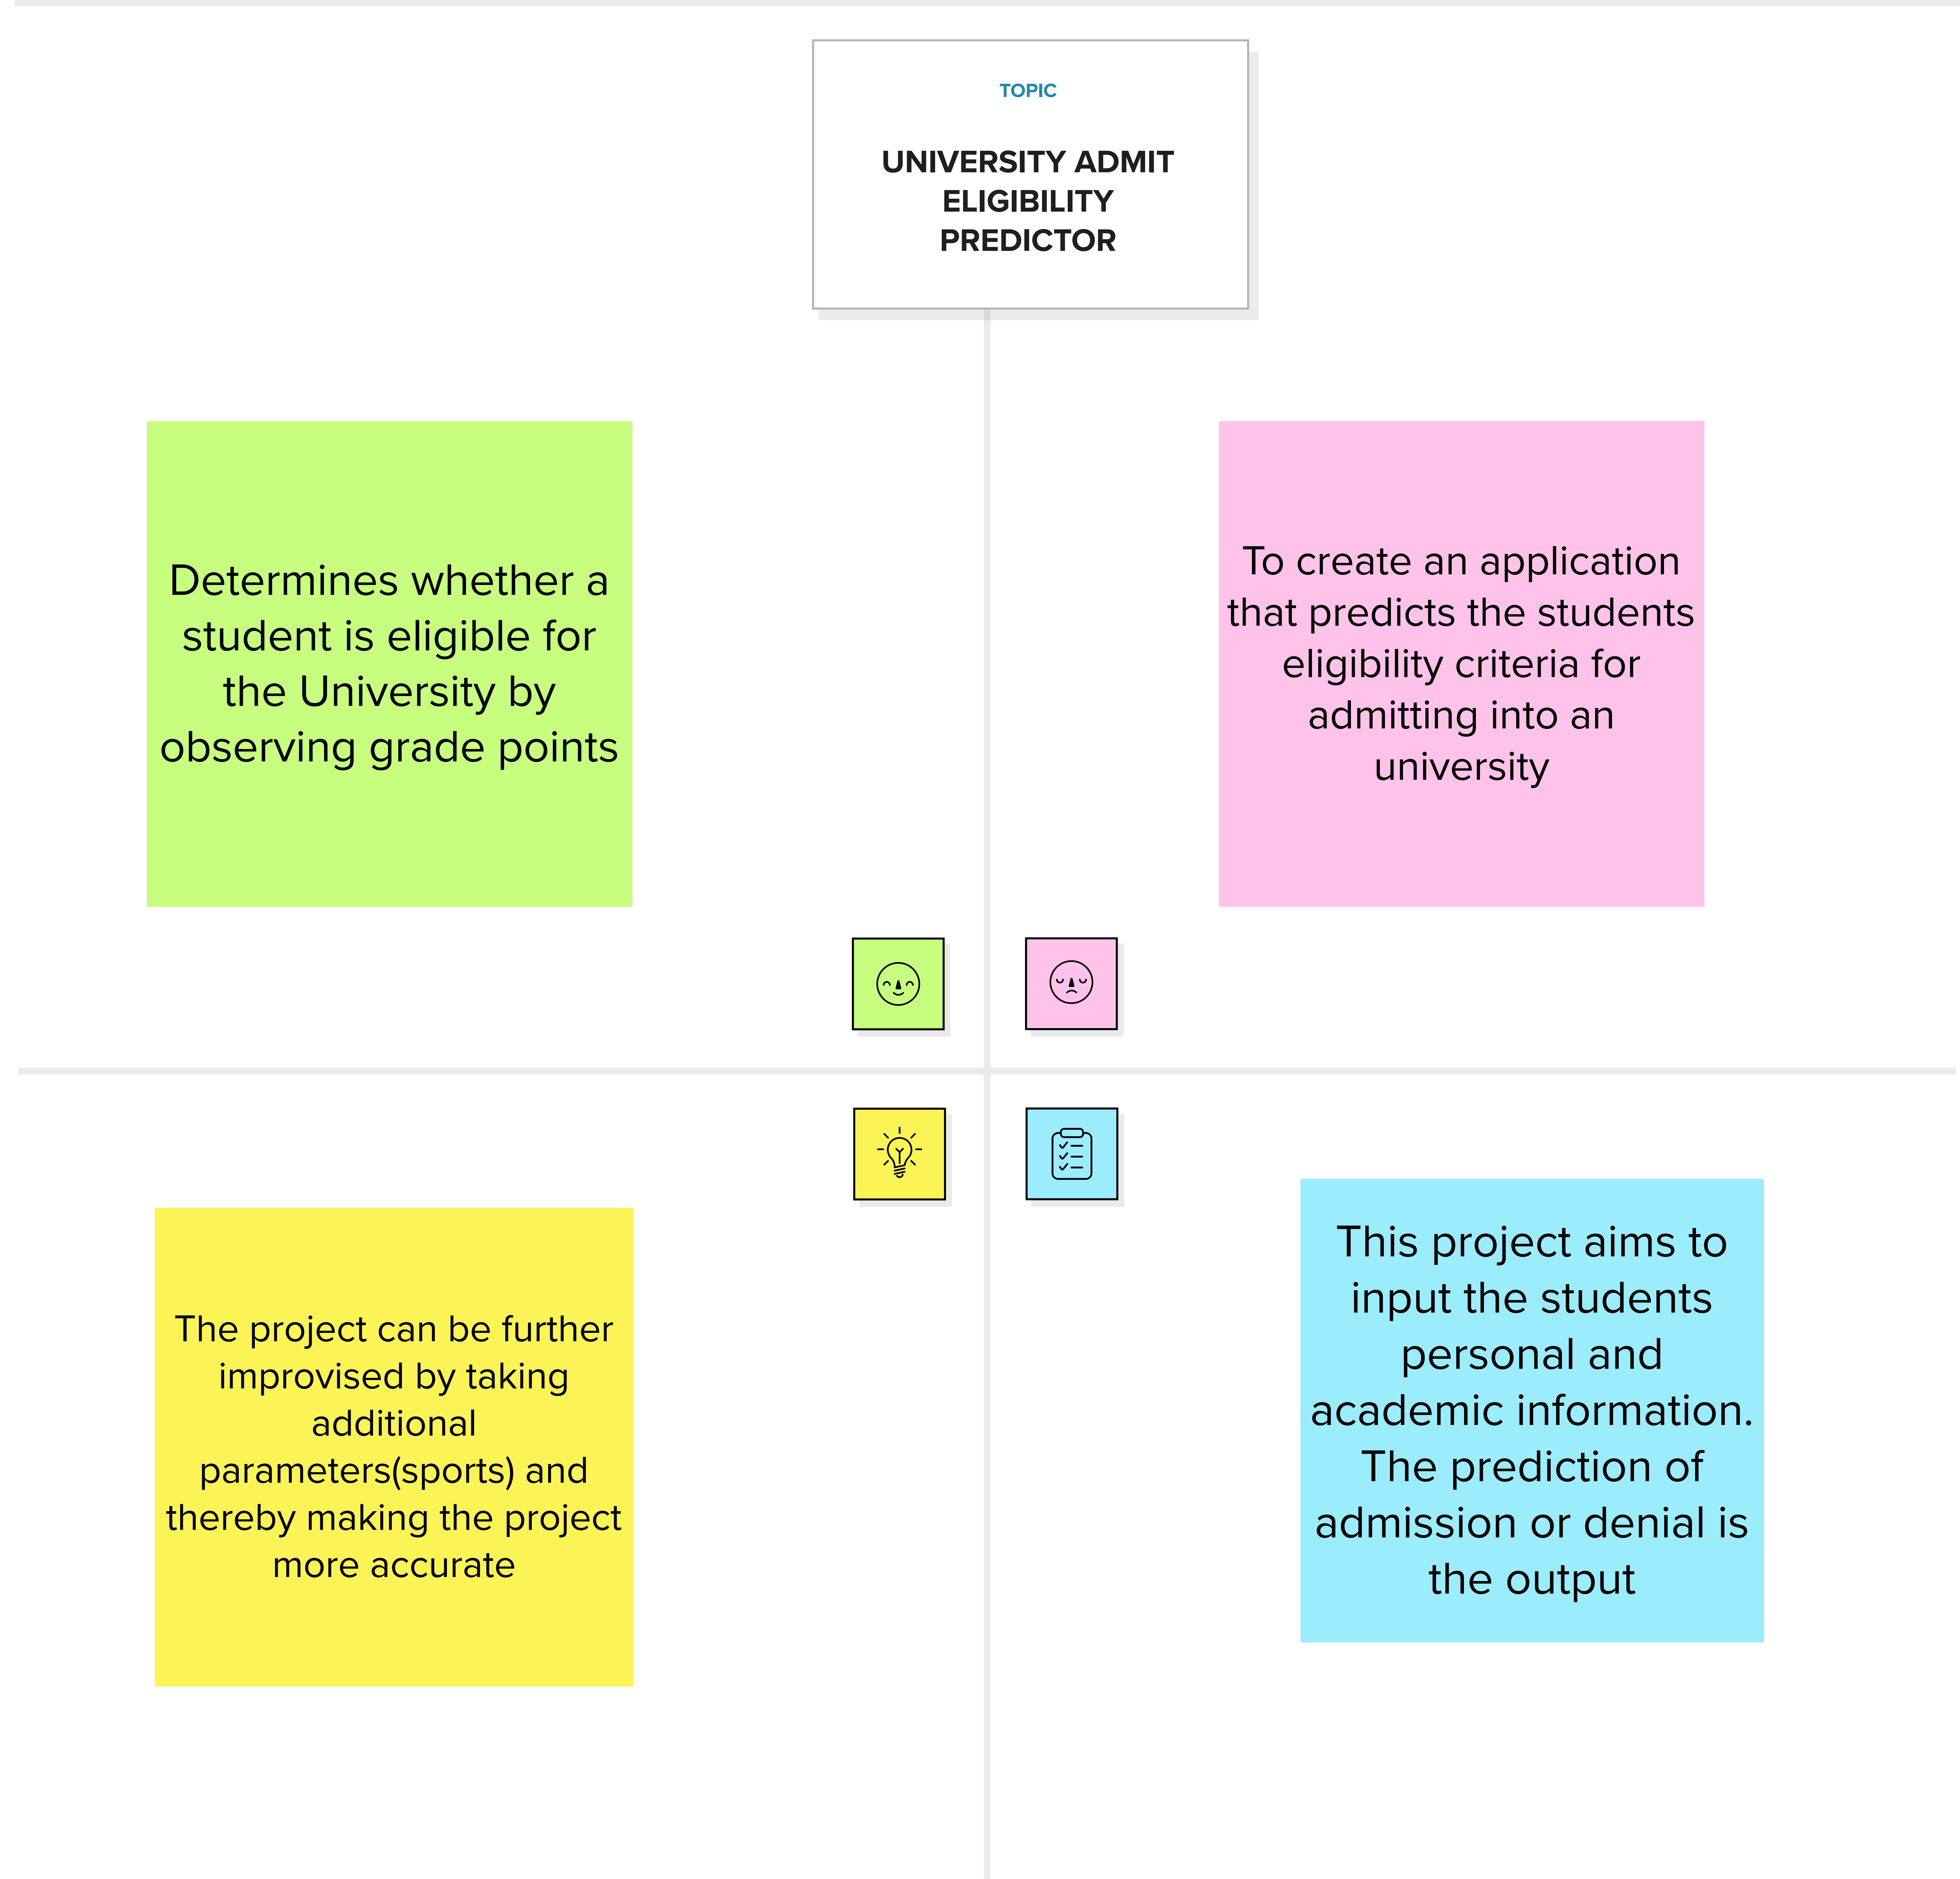 TOPIC
UNIVERSITY ADMIT
ELIGIBILITY
PREDICTOR
Determines whether a
student is eligible for
the University by
observing grade points
To create an application
that predicts the students
eligibility criteria for
admitting into an
university
The project can be further
improvised by taking
additional
parameters(sports) and
thereby making the project
more accurate
This project aims to
input the students
personal and
academic information.
The prediction of
admission or denial is
the output